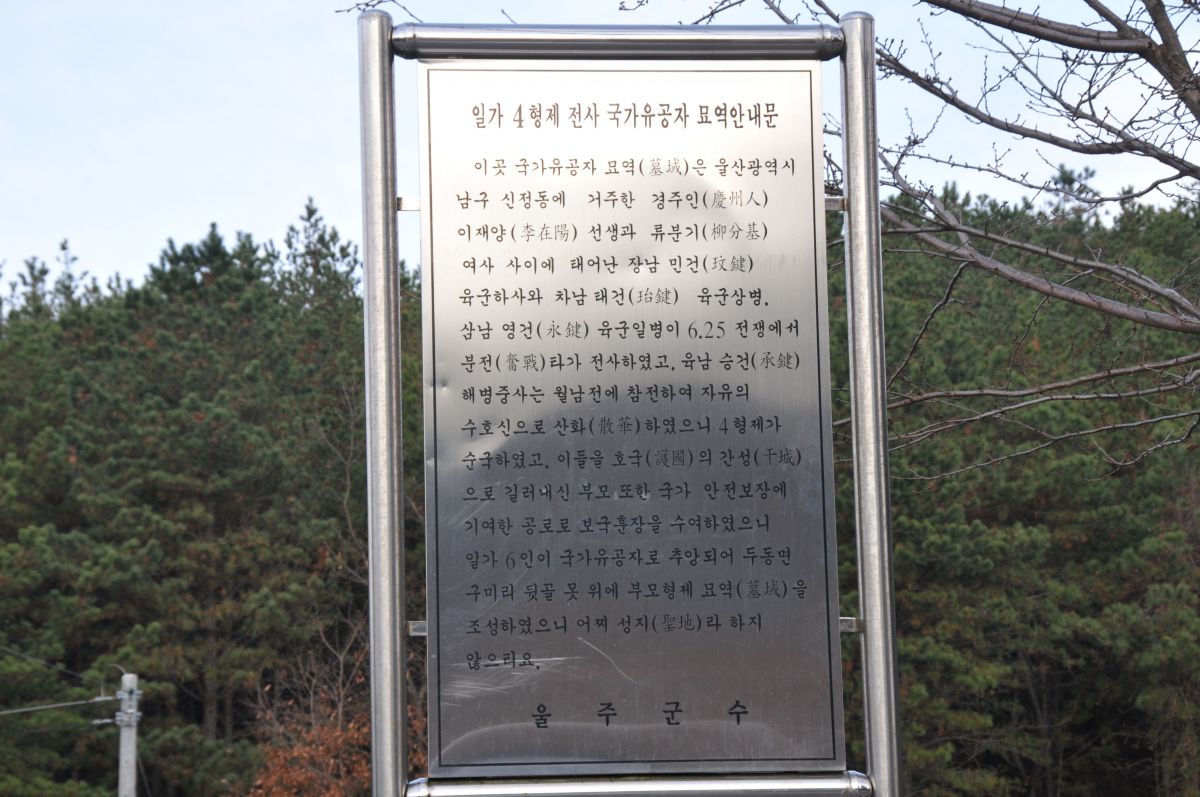 일가 4형제 전사 국가유공자 묘역안내문
이곳 국가유공자 묘역(墓域)은 울산광역시
남구 신정동에 거주한 경주인(慶州人)
이재양(李在陽) 선생과 류분기(柳分基)
여사 사이에 태어난 장남 민건(玟鍵)
육군하사와 차남 태건(珆鍵) 육군상병,
삼남 영건(永鍵) 육군일병이 6.25 전쟁에서
분전(奮戰)타가 전사하였고, 육남 승건(承鍵)
해병중사는 월남전에 참전하여 자유의
수호신으로 산화(散華)하였으니 4형제가
순국하였고, 이들을 호국(護國)의 간성(干城)
으로 길러내신 부모 또한 국가 안전보장에
기여한 공로로 보국훈장을 수여하였으니
일가 6인이 국가유공자로 추앙되어 두동면
구미리 뒷골 못 위에 부모형제 묘역(墓域)을
조성하였으니 어찌 성지(聖地)라 하지
않으리요.
울 주 군 수